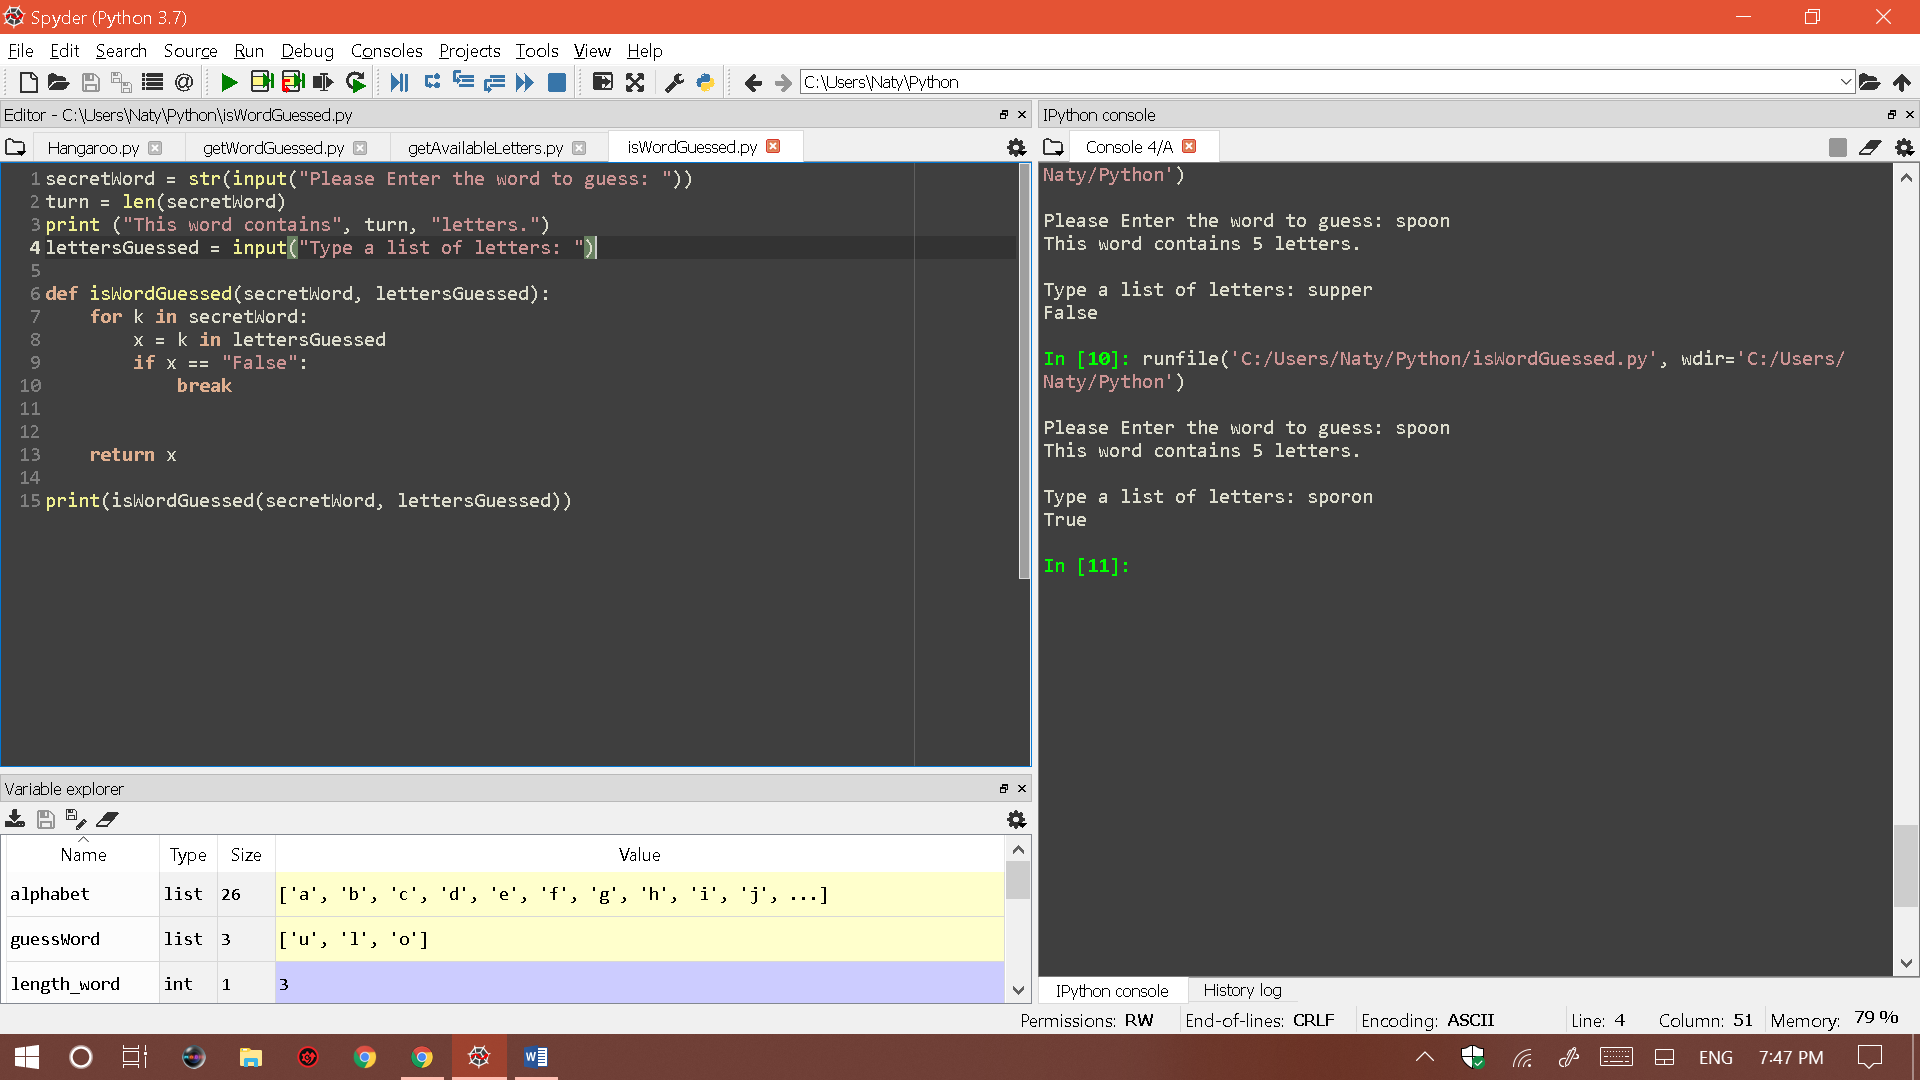 Spyder (Python 3.7)
File Edit Search Source Run Debug Consoles Projects Tools View Help
C:\Users\Naty\Python
Editor - C:\Users\Naty\Python\isWordGuessed.py
Hangaroo.py getWordGuessed.py getAvailableLetters.py isWordGuessed.py
1 secretWord = str(input("Please Enter the word to guess: "))
2 turn = len(secretWord)
3 print ("This word contains", turn, "letters.")
4 lettersGuessed = input("Type a list of letters: ")
5
6 def isWordGuessed(secretWord, lettersGuessed):
7     for k in secretWord:
8         x = k in lettersGuessed
9         if x == "False":
10             break
11
12
13     return x
14
15 print(isWordGuessed(secretWord, lettersGuessed))
Variable explorer
Name Type Size Value
alphabet list 26 ['a', 'b', 'c', 'd', 'e', 'f', 'g', 'h', 'i', 'j', ...]
guessWord list 3 ['u', 'l', 'o']
length_word int 1 3
IPython console
Console 4/A
Naty/Python')
Please Enter the word to guess: spoon
This word contains 5 letters.
Type a list of letters: supper
False
In [10]: runfile('C:/Users/Naty/Python/isWordGuessed.py', wdir='C:/Users/
Naty/Python')
Please Enter the word to guess: spoon
This word contains 5 letters.
Type a list of letters: sporon
True
In [11]:
IPython console History log
Permissions: RW End-of-lines: CRLF Encoding: ASCII Line: 4 Column: 51 Memory: 79 %
ENG 7:47 PM